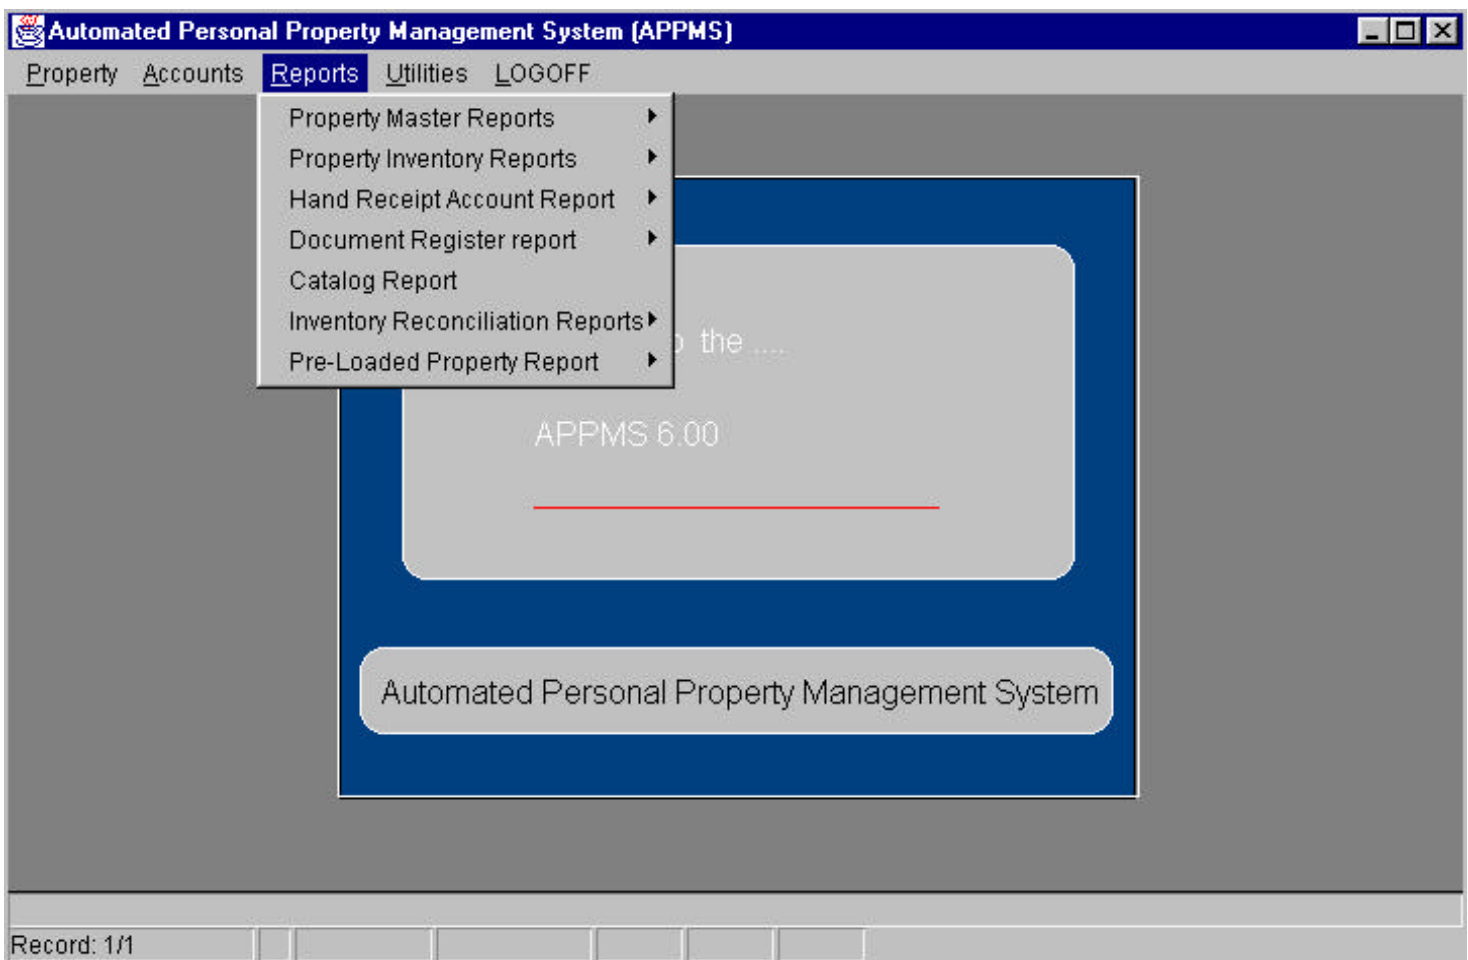 Automated Personal Property Management System (APPMS)
Property Accounts Reports Utilities LOGOFF
Property Master Reports
Property Inventory Reports
Hand Receipt Account Report
Document Register report
Catalog Report
Inventory Reconciliation Reports
Pre-Loaded Property Report
the ....
APPMS 6.00
Automated Personal Property Management System
Record: 1/1